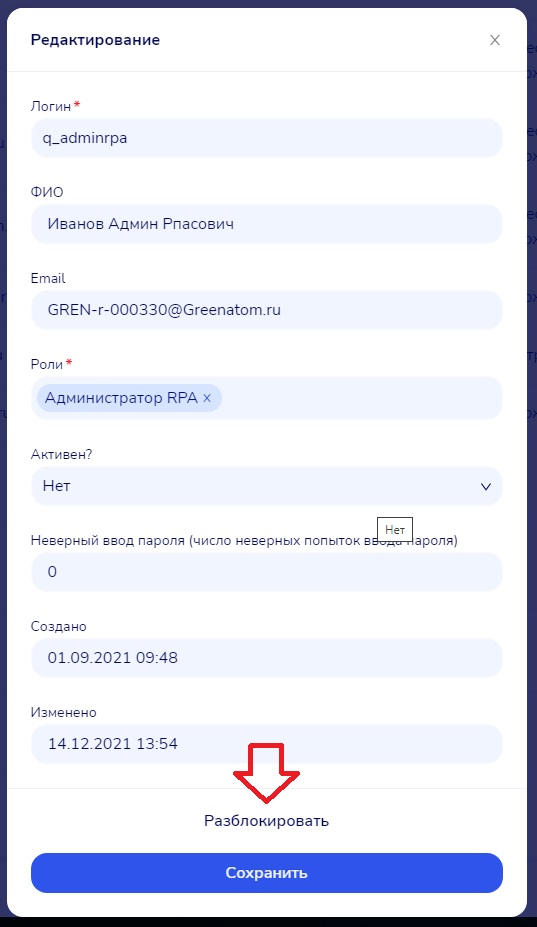 Редактирование
Логин *
q_adminrpa
ФИО
Иванов Админ Рпасович
Email
GREN-r-000330@Greenatom.ru
Роли *
Администратор RPA ×
Активен?
Нет
Нет
Неверный ввод пароля (число неверных попыток ввода пароля)
0
Создано
01.09.2021 09:48
Изменено
14.12.2021 13:54
Разблокировать
Сохранить